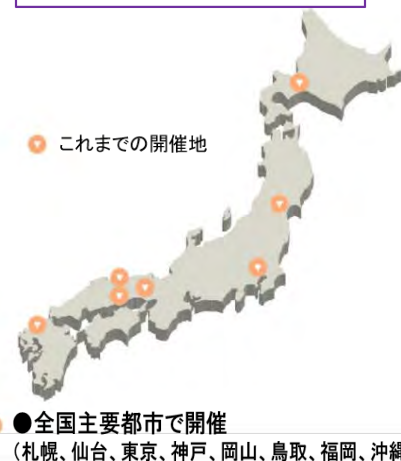 これまでの開催地
●全国主要都市で開催
(札幌、仙台、東京、神戸、岡山、鳥取、福岡、沖縄